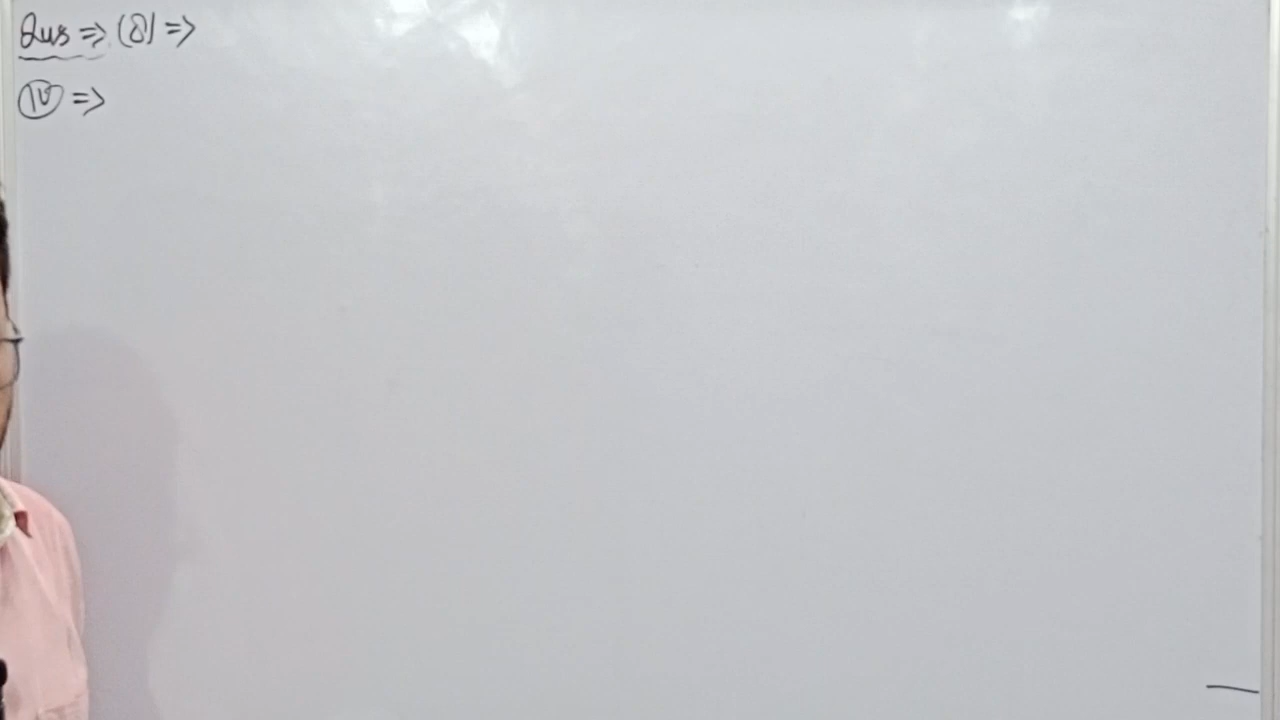 Qus ⇒ (8) ⇒
(iv) ⇒